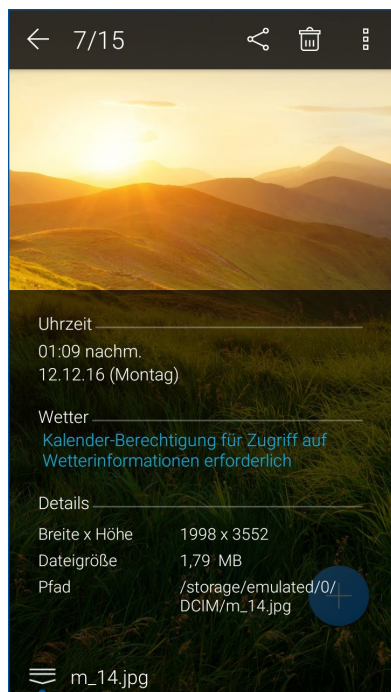 7/15
Uhrzeit
01:09 nachm.
12.12.16 (Montag)
Wetter
Kalender-Berechtigung für Zugriff auf
Wetterinformationen erforderlich
Details
Breite x Höhe 1998 x 3552
Dateigröße 1,79 MB
Pfad /storage/emulated/0/
DCIM/m_14.jpg
m_14.jpg